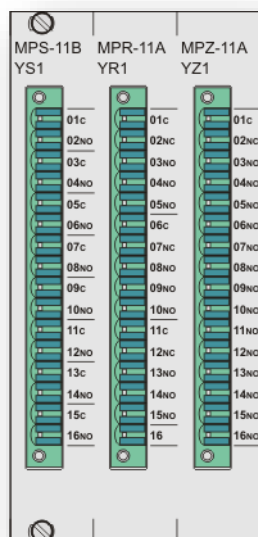 MPS-11B MPR-11A MPZ-11A
YS1 YR1 YZ1
01C 01C 01C
02NO 02NC 02NO
03C 03NO 03NO
04NO 04NO 04NO
05C 05NO 05NO
06NO 06C 06NO
07C 07NC 07NO
08NO 08NO 08NO
09C 09NO 09NO
10NO 10NO 10NO
11C 11C 11NO
12NO 12NC 12NO
13C 13NO 13NO
14NO 14NO 14NO
15C 15NO 15NO
16NO 16 16NO